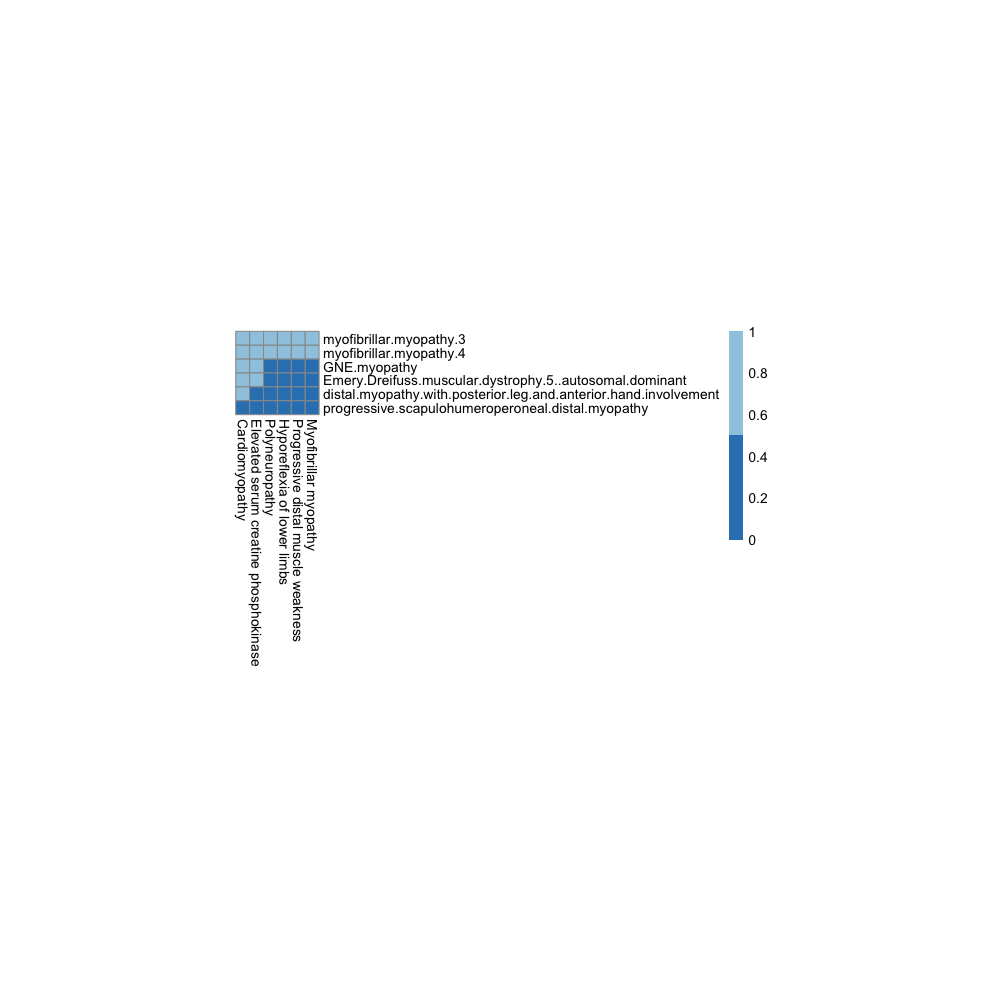 myofibrillar.myopathy.3
myofibrillar.myopathy.4
GNE.myopathy
Emery.Dreifuss.muscular.dystrophy.5..autosomal.dominant
distal.myopathy.with.posterior.leg.and.anterior.hand.involvement
progressive.scapulohumeroperoneal.distal.myopathy
Cardiomyopathy
Elevated serum creatine phosphokinase
Polyneuropathy
Hyporeflexia of lower limbs
Progressive distal muscle weakness
Myofibrillar myopathy
1
0.8
0.6
0.4
0.2
0